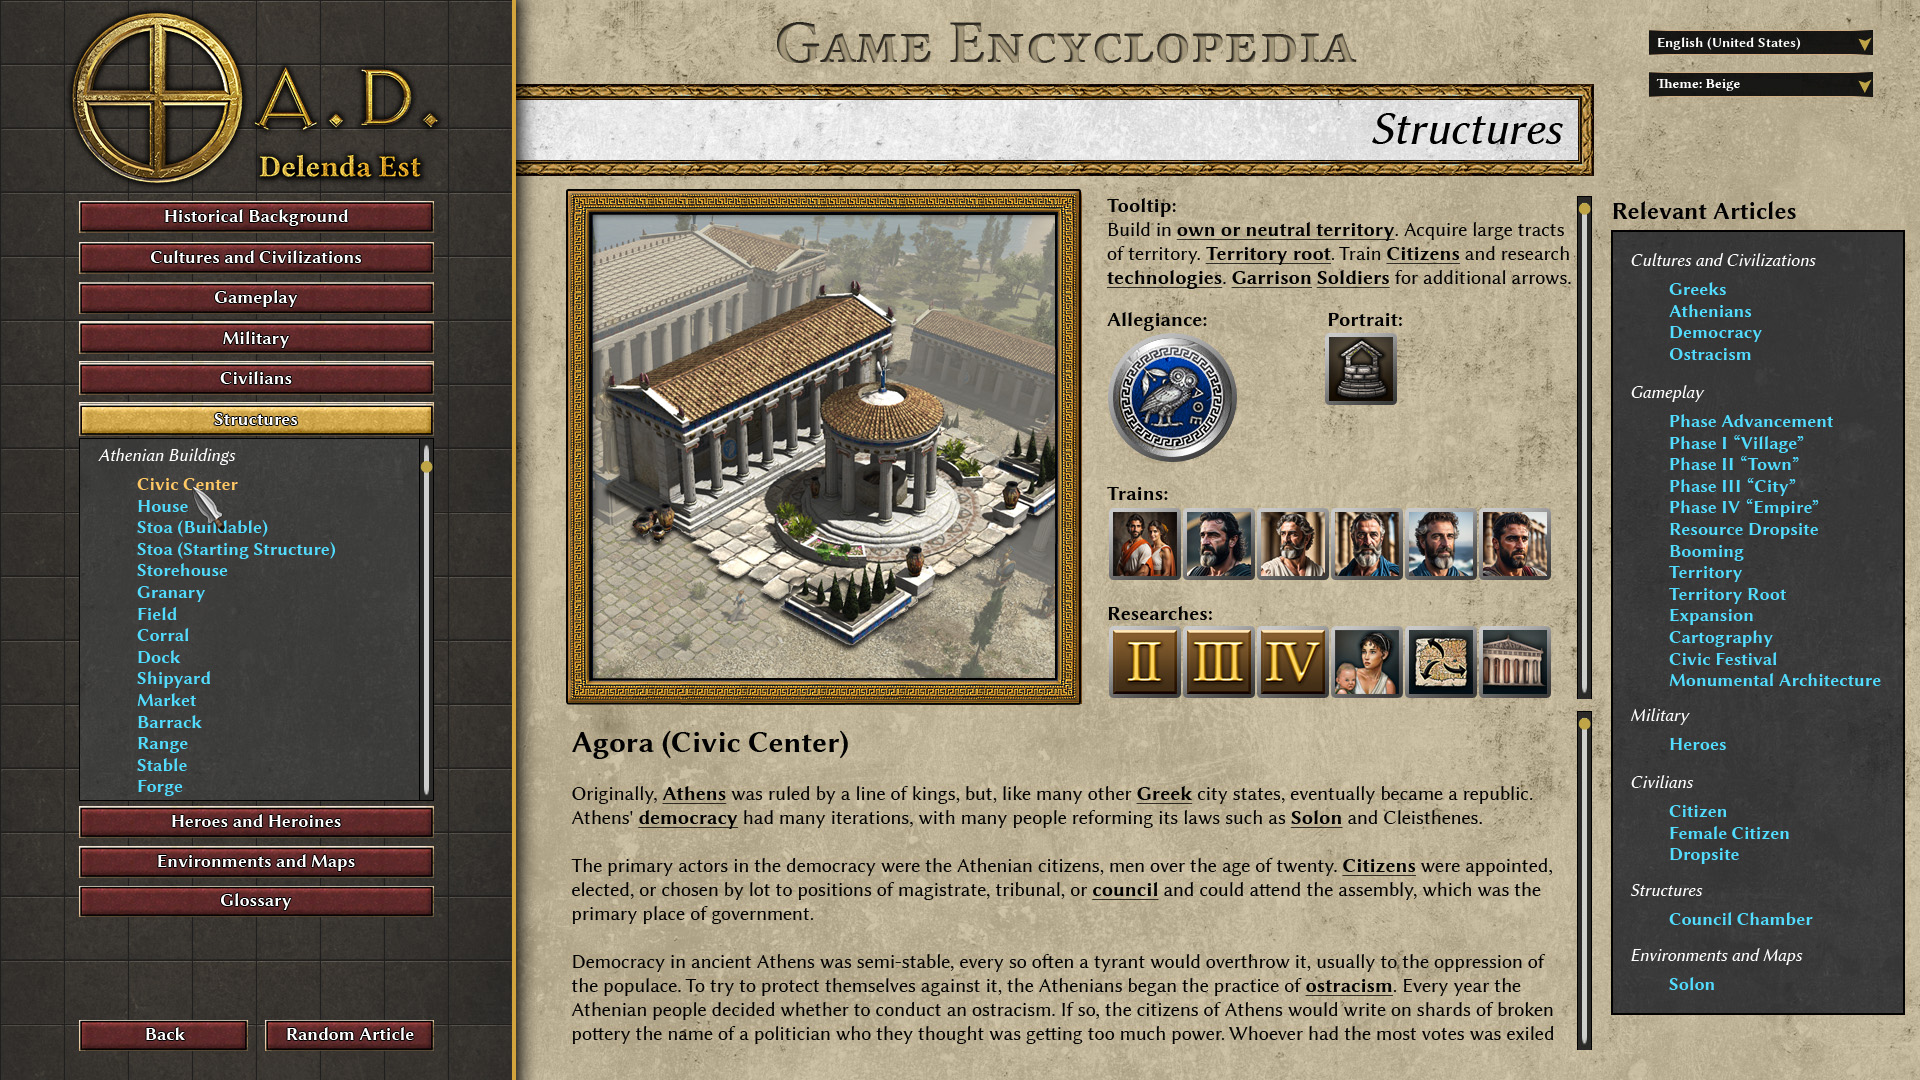 A.D.
Delenda Est
Historical Background
Cultures and Civilizations
Gameplay
Military
Civilians
Structures
Athenian Buildings
Civic Center
House
Stoa (Buildable)
Stoa (Starting Structure)
Storehouse
Granary
Field
Corral
Dock
Shipyard
Market
Barrack
Range
Stable
Forge
Heroes and Heroines
Environments and Maps
Glossary
Back
Random Article
Game Encyclopedia
Structures
English (United States)
Theme: Beige
Tooltip:
Build in own or neutral territory. Acquire large tracts
of territory. Territory root. Train Citizens and research
technologies. Garrison Soldiers for additional arrows.
Allegiance:
Portrait:
ΑΘΕ
Trains:
Researches:
II
III
IV
Agora (Civic Center)
Originally, Athens was ruled by a line of kings, but, like many other Greek city states, eventually became a republic.
Athens' democracy had many iterations, with many people reforming its laws such as Solon and Cleisthenes.
The primary actors in the democracy were the Athenian citizens, men over the age of twenty. Citizens were appointed,
elected, or chosen by lot to positions of magistrate, tribunal, or council and could attend the assembly, which was the
primary place of government.
Democracy in ancient Athens was semi-stable, every so often a tyrant would overthrow it, usually to the oppression of
the populace. To try to protect themselves against it, the Athenians began the practice of ostracism. Every year the
Athenian people decided whether to conduct an ostracism. If so, the citizens of Athens would write on shards of broken
pottery the name of a politician who they thought was getting too much power. Whoever had the most votes was exiled
Relevant Articles
Cultures and Civilizations
Greeks
Athenians
Democracy
Ostracism
Gameplay
Phase Advancement
Phase I “Village”
Phase II “Town”
Phase III “City”
Phase IV “Empire”
Resource Dropsite
Booming
Territory
Territory Root
Expansion
Cartography
Civic Festival
Monumental Architecture
Military
Heroes
Civilians
Citizen
Female Citizen
Dropsite
Structures
Council Chamber
Environments and Maps
Solon